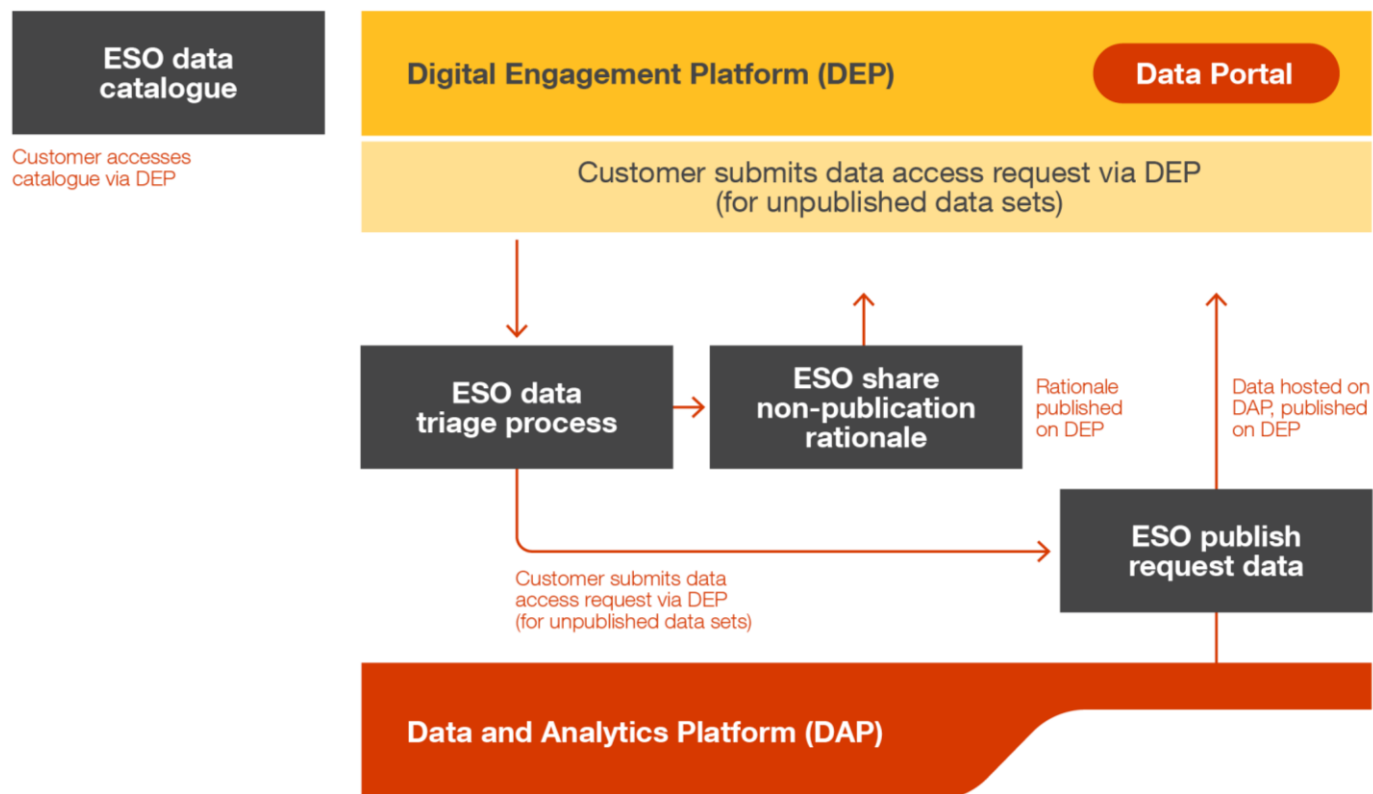 ESO data
catalogue
Digital Engagement Platform (DEP)
Data Portal
Customer accesses
catalogue via DEP
Customer submits data access request via DEP
(for unpublished data sets)
ESO data
triage process
ESO share
non-publication
rationale
Rationale
published
on DEP
Data hosted on
DAP, published
on DEP
ESO publish
request data
Customer submits data
access request via DEP
(for unpublished data sets)
Data and Analytics Platform (DAP)